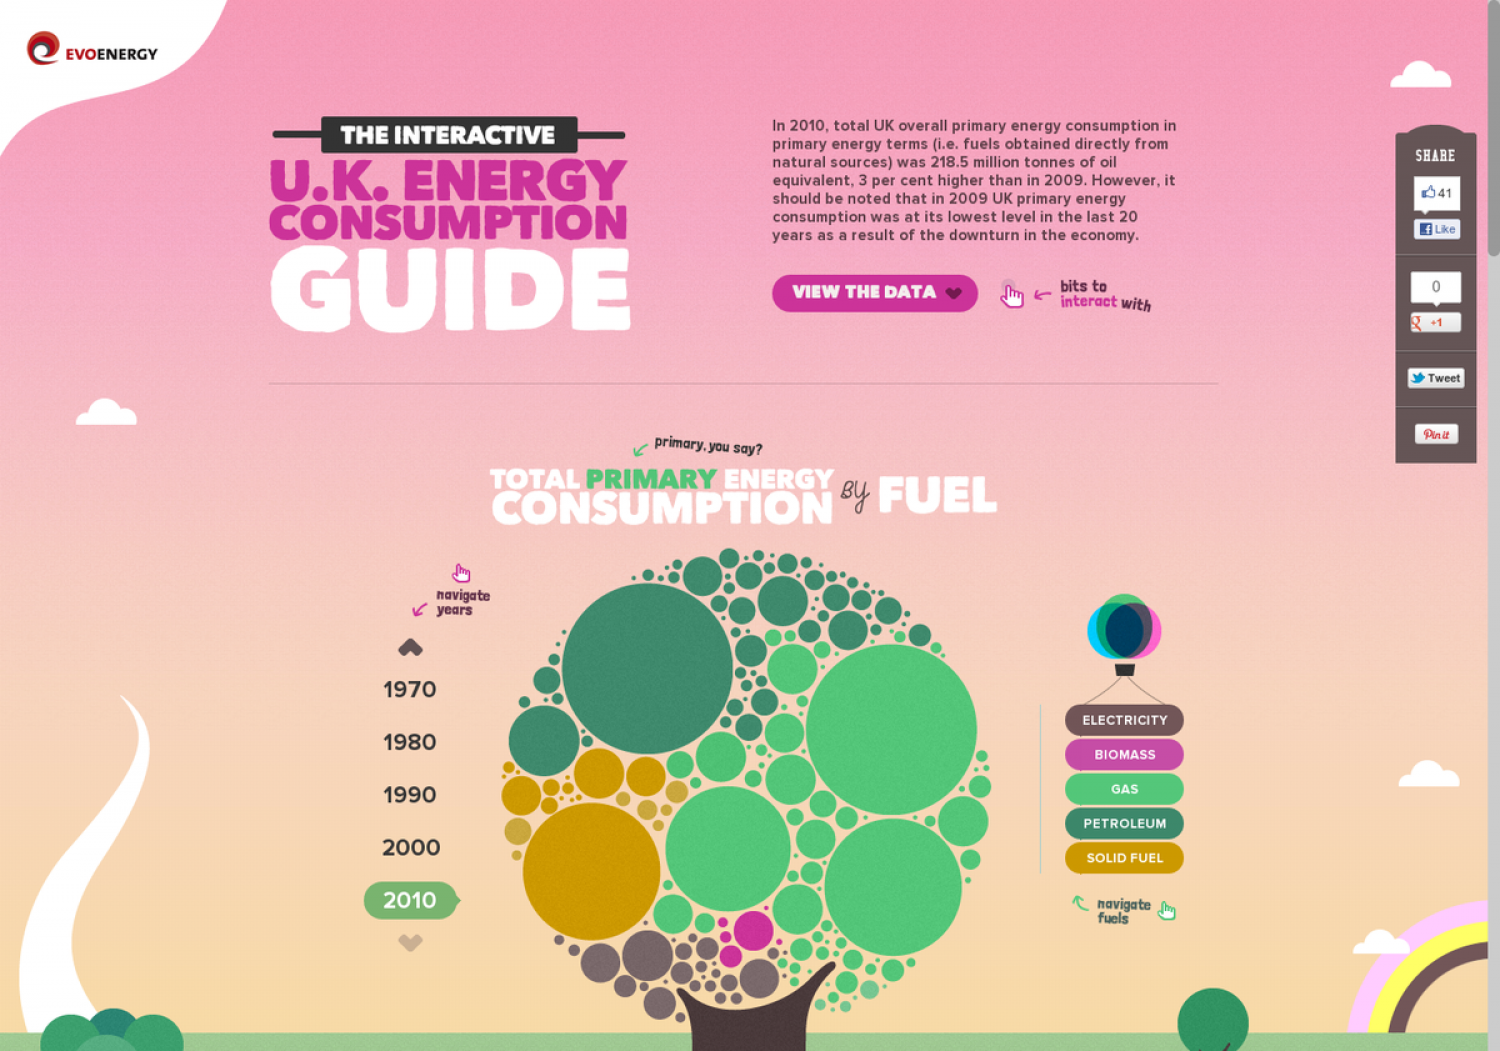 EVOENERGY
THE INTERACTIVE
U.K. ENERGY
CONSUMPTION
GUIDE
In 2010, total UK overall primary energy consumption in
primary energy terms (i.e. fuels obtained directly from
natural sources) was 218.5 million tonnes of oil
equivalent, 3 per cent higher than in 2009. However, it
should be noted that in 2009 UK primary energy
consumption was at its lowest level in the last 20
years as a result of the downturn in the economy.
VIEW THE DATA
bits to
interact with
SHARE
41
Like
0
+1
Tweet
Pin it
primary, you say?
TOTAL PRIMARY ENERGY
CONSUMPTION BY FUEL
navigate
years
1970
1980
1990
2000
2010
ELECTRICITY
BIOMASS
GAS
PETROLEUM
SOLID FUEL
navigate
fuels